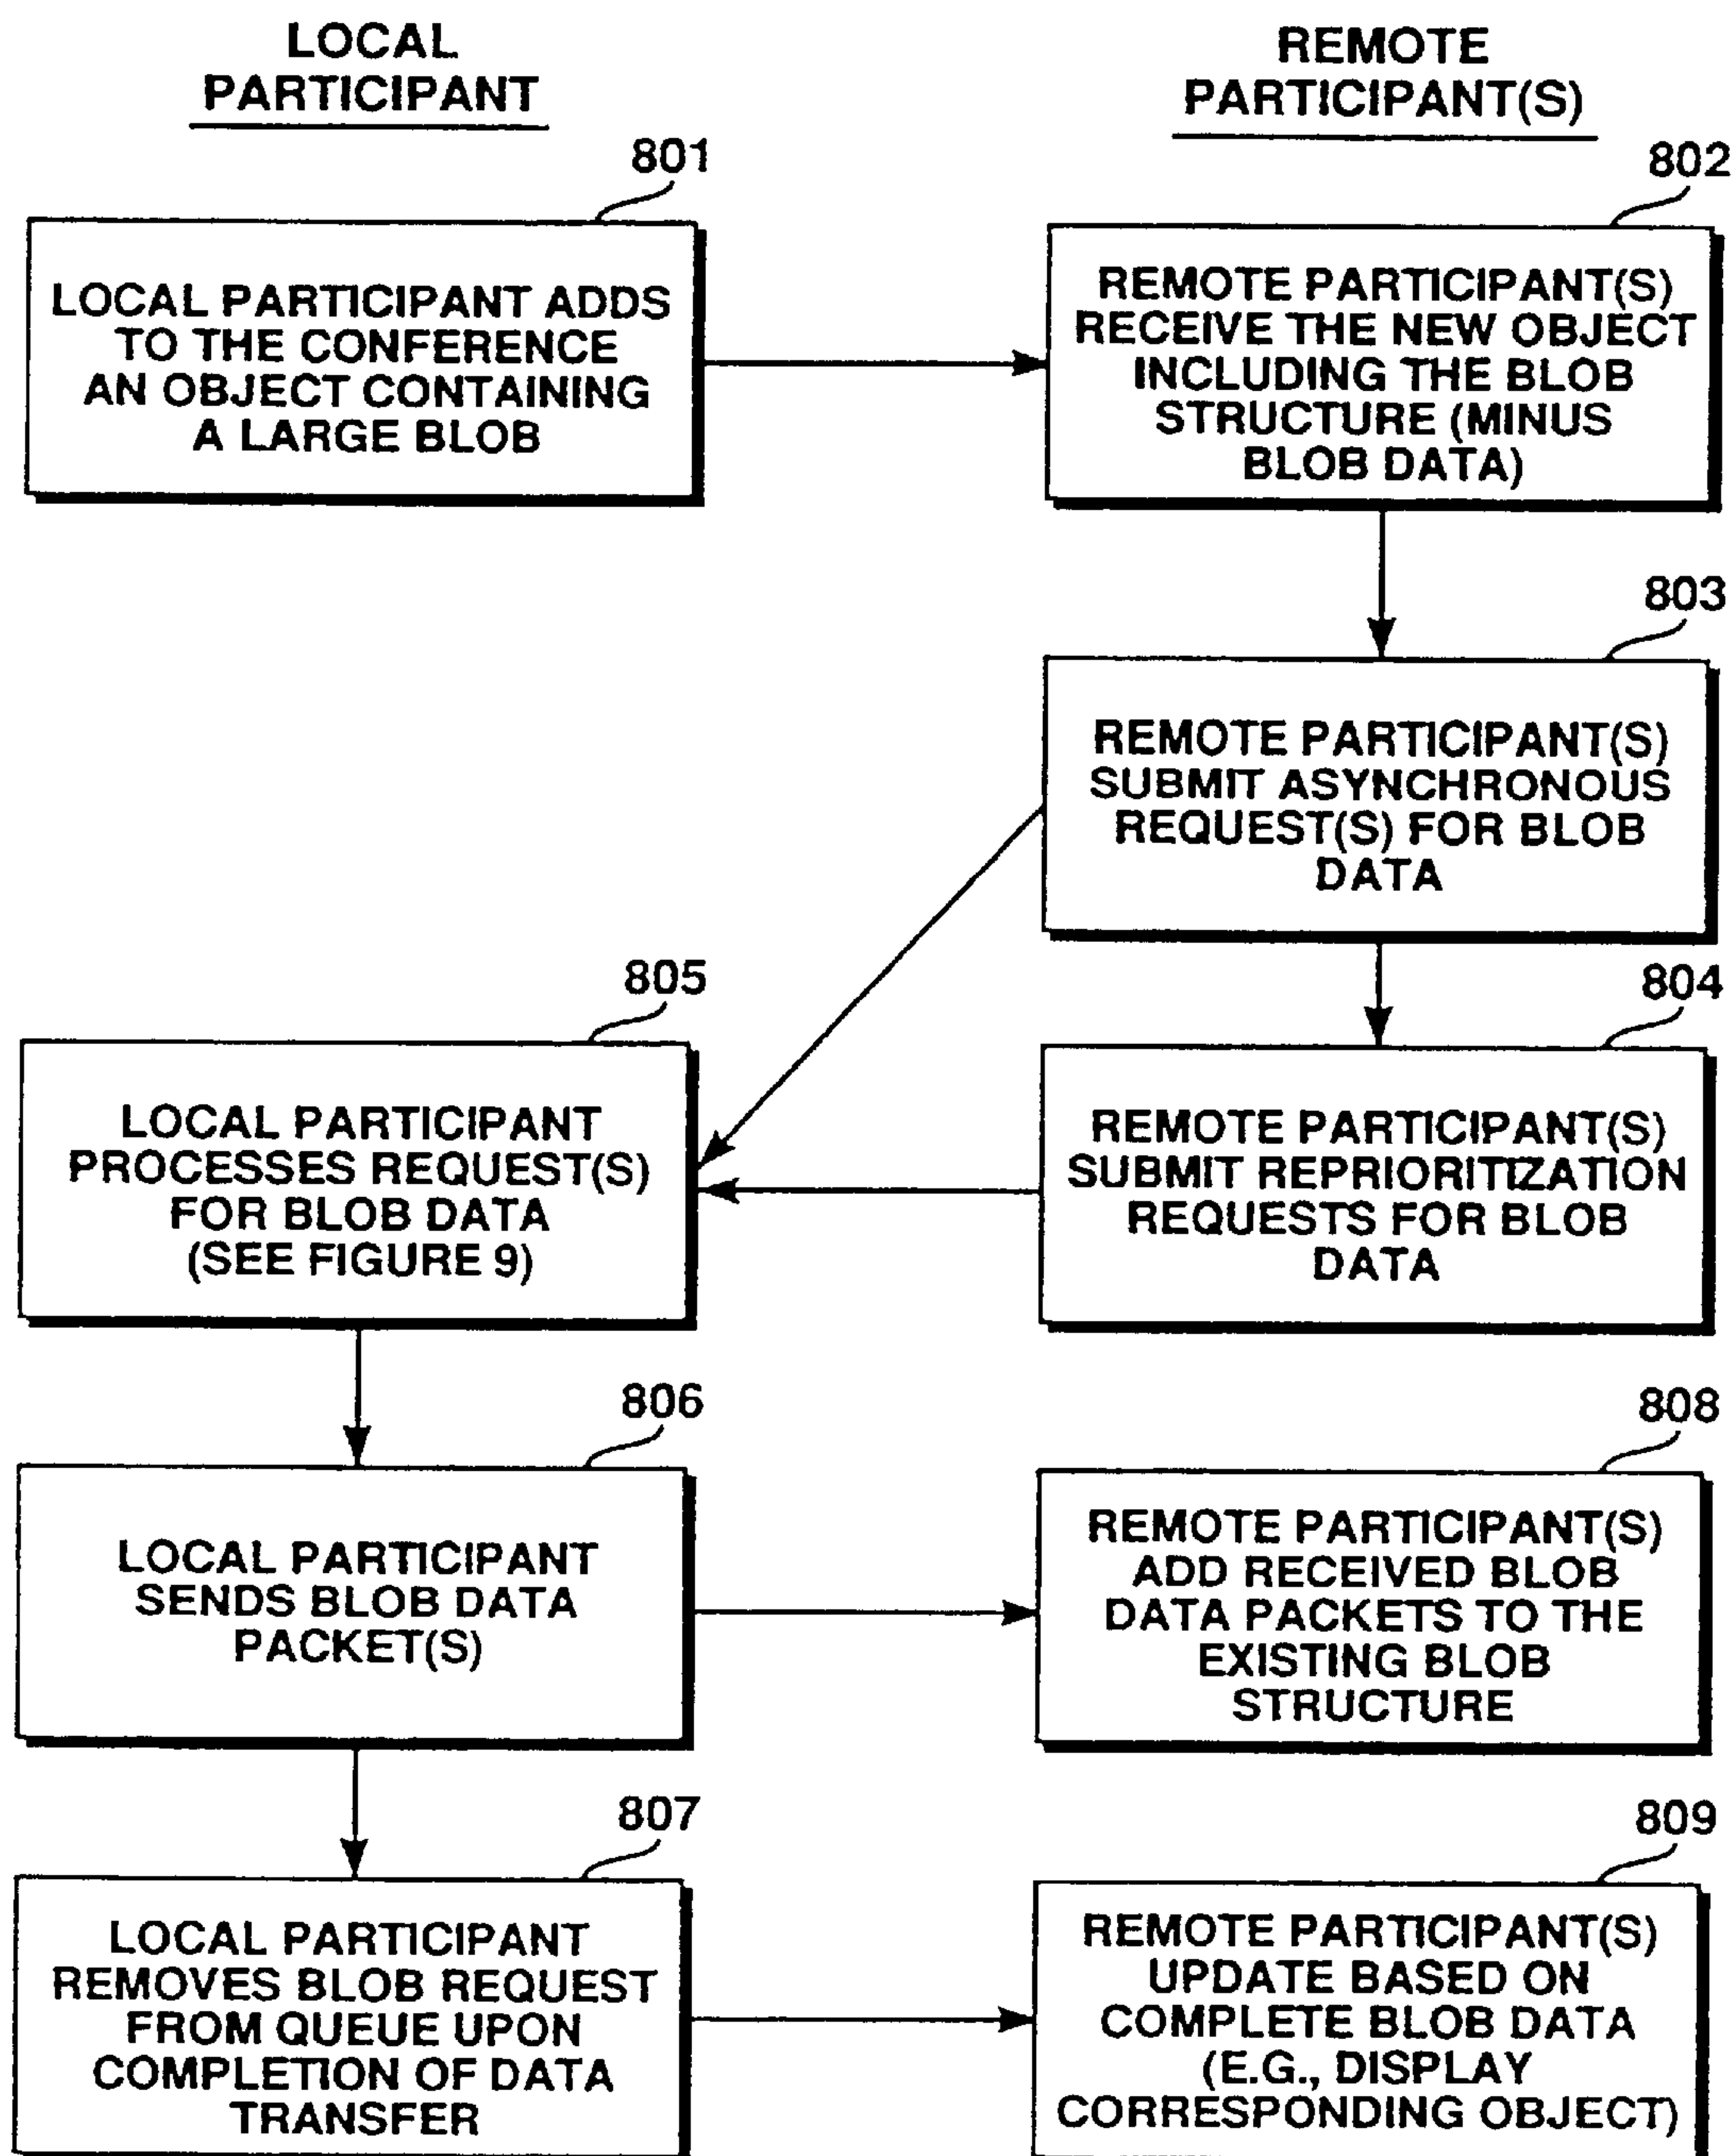 LOCAL
PARTICIPANT
REMOTE
PARTICIPANT(S)
801
LOCAL PARTICIPANT ADDS
TO THE CONFERENCE
AN OBJECT CONTAINING
A LARGE BLOB
802
REMOTE PARTICIPANT(S)
RECEIVE THE NEW OBJECT
INCLUDING THE BLOB
STRUCTURE (MINUS
BLOB DATA)
803
REMOTE PARTICIPANT(S)
SUBMIT ASYNCHRONOUS
REQUEST(S) FOR BLOB
DATA
804
REMOTE PARTICIPANT(S)
SUBMIT REPRIORITIZATION
REQUESTS FOR BLOB
DATA
805
LOCAL PARTICIPANT
PROCESSES REQUEST(S)
FOR BLOB DATA
(SEE FIGURE 9)
806
LOCAL PARTICIPANT
SENDS BLOB DATA
PACKET(S)
808
REMOTE PARTICIPANT(S)
ADD RECEIVED BLOB
DATA PACKETS TO THE
EXISTING BLOB
STRUCTURE
807
LOCAL PARTICIPANT
REMOVES BLOB REQUEST
FROM QUEUE UPON
COMPLETION OF DATA
TRANSFER
809
REMOTE PARTICIPANT(S)
UPDATE BASED ON
COMPLETE BLOB DATA
(E.G., DISPLAY
CORRESPONDING OBJECT)